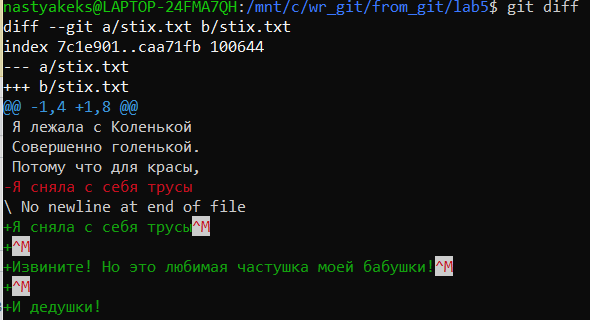 nastyakeks@LAPTOP-24FMA7QH:/mnt/c/wr_git/from_git/lab5$ git diff
diff --git a/stix.txt b/stix.txt
index 7c1e901..caa71fb 100644
--- a/stix.txt
+++ b/stix.txt
@@ -1,4 +1,8 @@
 Я лежала с Коленькой
 Совершенно голенькой.
 Потому что для красы,
-Я сняла с себя трусы
\ No newline at end of file
+Я сняла с себя трусы^M
+^M
+Извините! Но это любимая частушка моей бабушки!^M
+^M
+И дедушки!